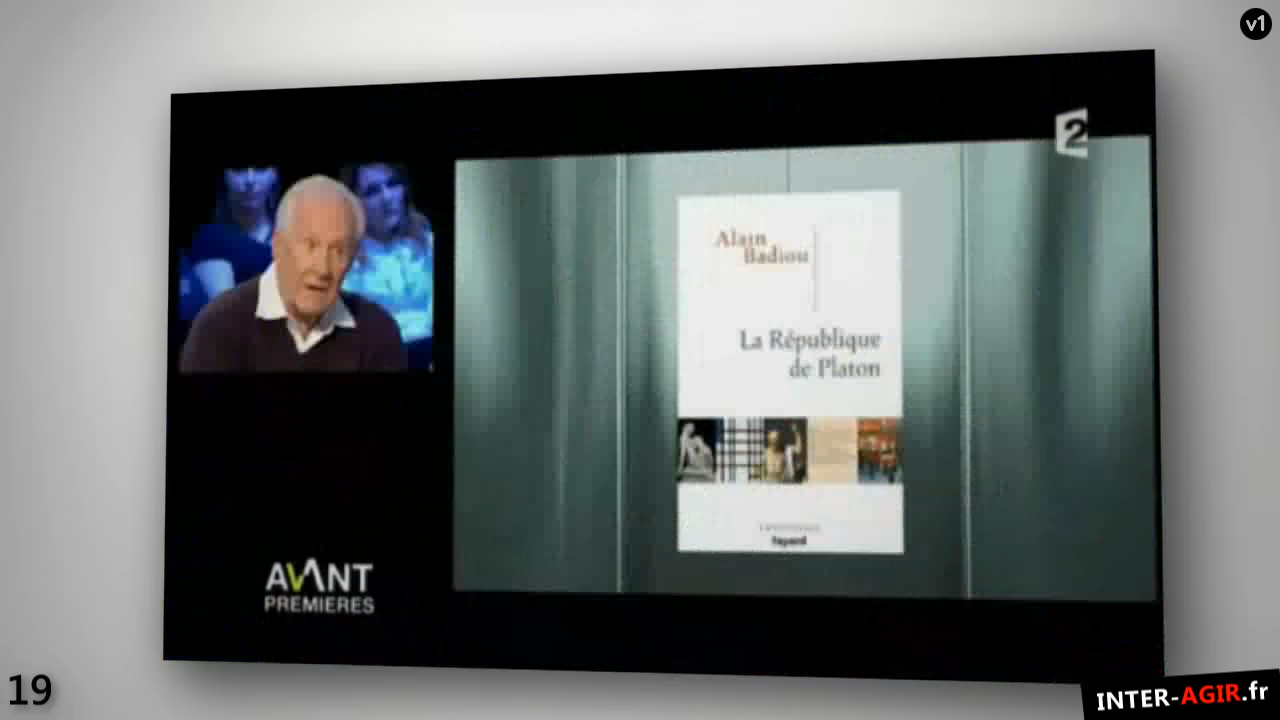 v1
2
Alain
Badiou
La République
de Platon
fayard
AVANT
PREMIERES
19
INTER-AGIR.fr